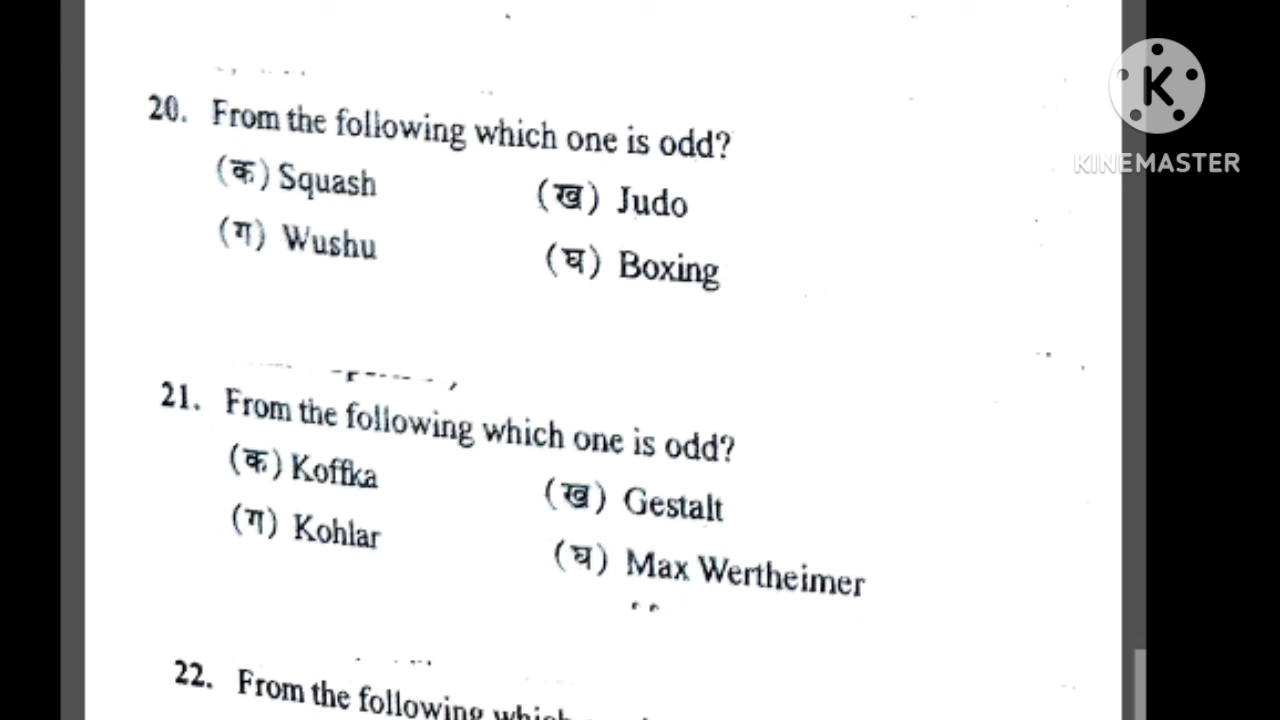 20. From the following which one is odd?
(क) Squash (ख) Judo
(ग) Wushu (घ) Boxing
21. From the following which one is odd?
(क) Koffka (ख) Gestalt
(ग) Kohlar (घ) Max Wertheimer
22. From the following which
K
KINEMASTER